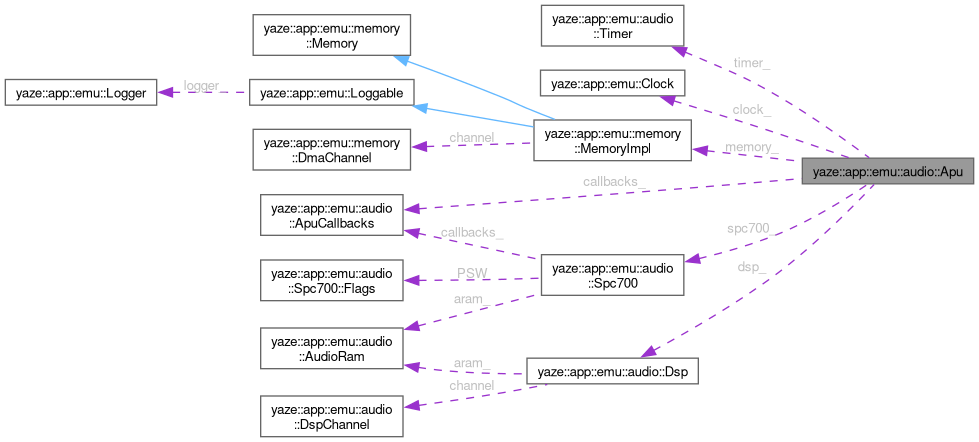 yaze::app::emu::memory
::Memory
yaze::app::emu::audio
::Timer
timer_
yaze::app::emu::Clock
clock_
yaze::app::emu::Logger
logger_
yaze::app::emu::Loggable
yaze::app::emu::memory
::DmaChannel
channel
yaze::app::emu::memory
::MemoryImpl
memory_
yaze::app::emu::audio::Apu
callbacks_
yaze::app::emu::audio
::ApuCallbacks
callbacks_
spc700_
yaze::app::emu::audio
::Spc700::Flags
PSW
yaze::app::emu::audio
::Spc700
dsp_
aram_
yaze::app::emu::audio
::AudioRam
aram_
yaze::app::emu::audio::Dsp
channel
yaze::app::emu::audio
::DspChannel